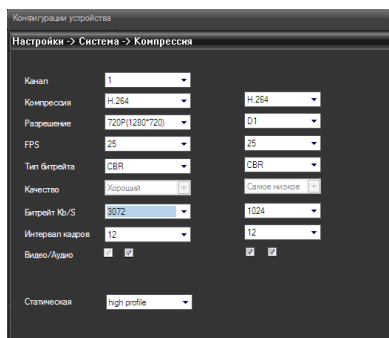 Конфигурации устройства
Настройки -> Система -> Компрессия
Канал 1
Компрессия H.264 H.264
Разрешение 720P(1280*720) D1
FPS 25 25
Тип битрейта CBR CBR
Качество Хороший Самое низкое
Битрейт Kb/S 3072 1024
Интервал кадров 12 12
Видео/Аудио
Статическая high profile